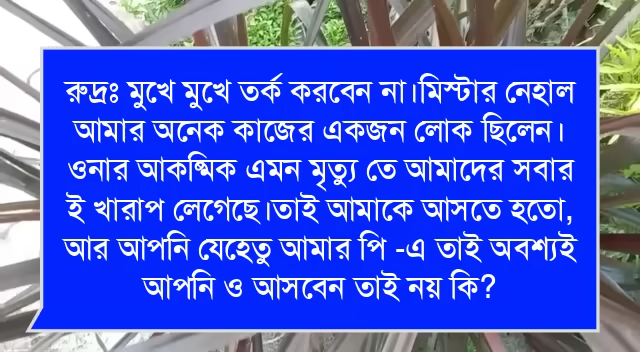 রুদ্রঃ মুখে মুখে তর্ক করবেন না।মিস্টার নেহাল
আমার অনেক কাজের একজন লোক ছিলেন।
ওনার আকষ্মিক এমন মৃত্যু তে আমাদের সবার
ই খারাপ লেগেছে।তাই আমাকে আসতে হতো,
আর আপনি যেহেতু আমার পি -এ তাই অবশ্যই
আপনি ও আসবেন তাই নয় কি?